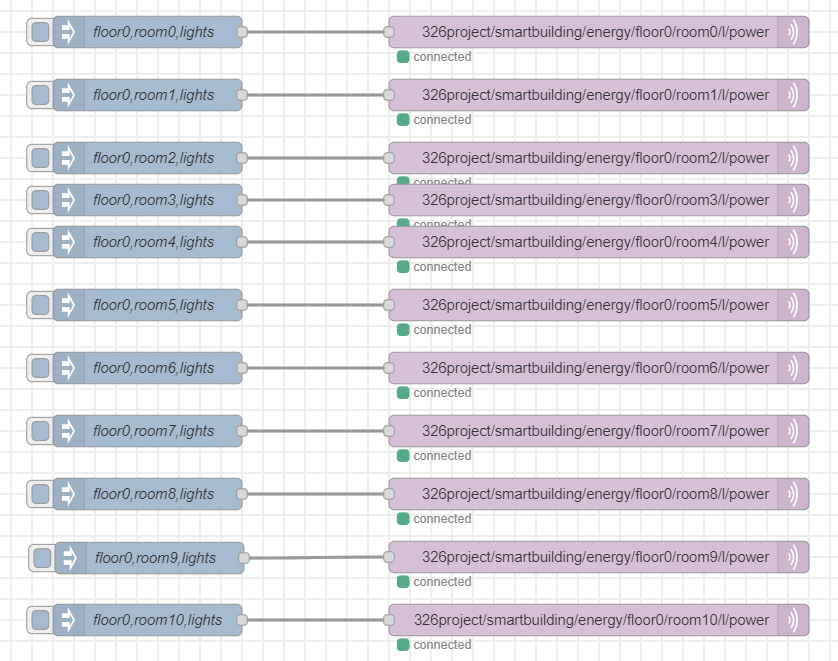 floor0,room0,lights 326project/smartbuilding/energy/floor0/room0/l/power
connected
floor0,room1,lights 326project/smartbuilding/energy/floor0/room1/l/power
connected
floor0,room2,lights 326project/smartbuilding/energy/floor0/room2/l/power
connected
floor0,room3,lights 326project/smartbuilding/energy/floor0/room3/l/power
connected
floor0,room4,lights 326project/smartbuilding/energy/floor0/room4/l/power
connected
floor0,room5,lights 326project/smartbuilding/energy/floor0/room5/l/power
connected
floor0,room6,lights 326project/smartbuilding/energy/floor0/room6/l/power
connected
floor0,room7,lights 326project/smartbuilding/energy/floor0/room7/l/power
connected
floor0,room8,lights 326project/smartbuilding/energy/floor0/room8/l/power
connected
floor0,room9,lights 326project/smartbuilding/energy/floor0/room9/l/power
connected
floor0,room10,lights 326project/smartbuilding/energy/floor0/room10/l/power
connected